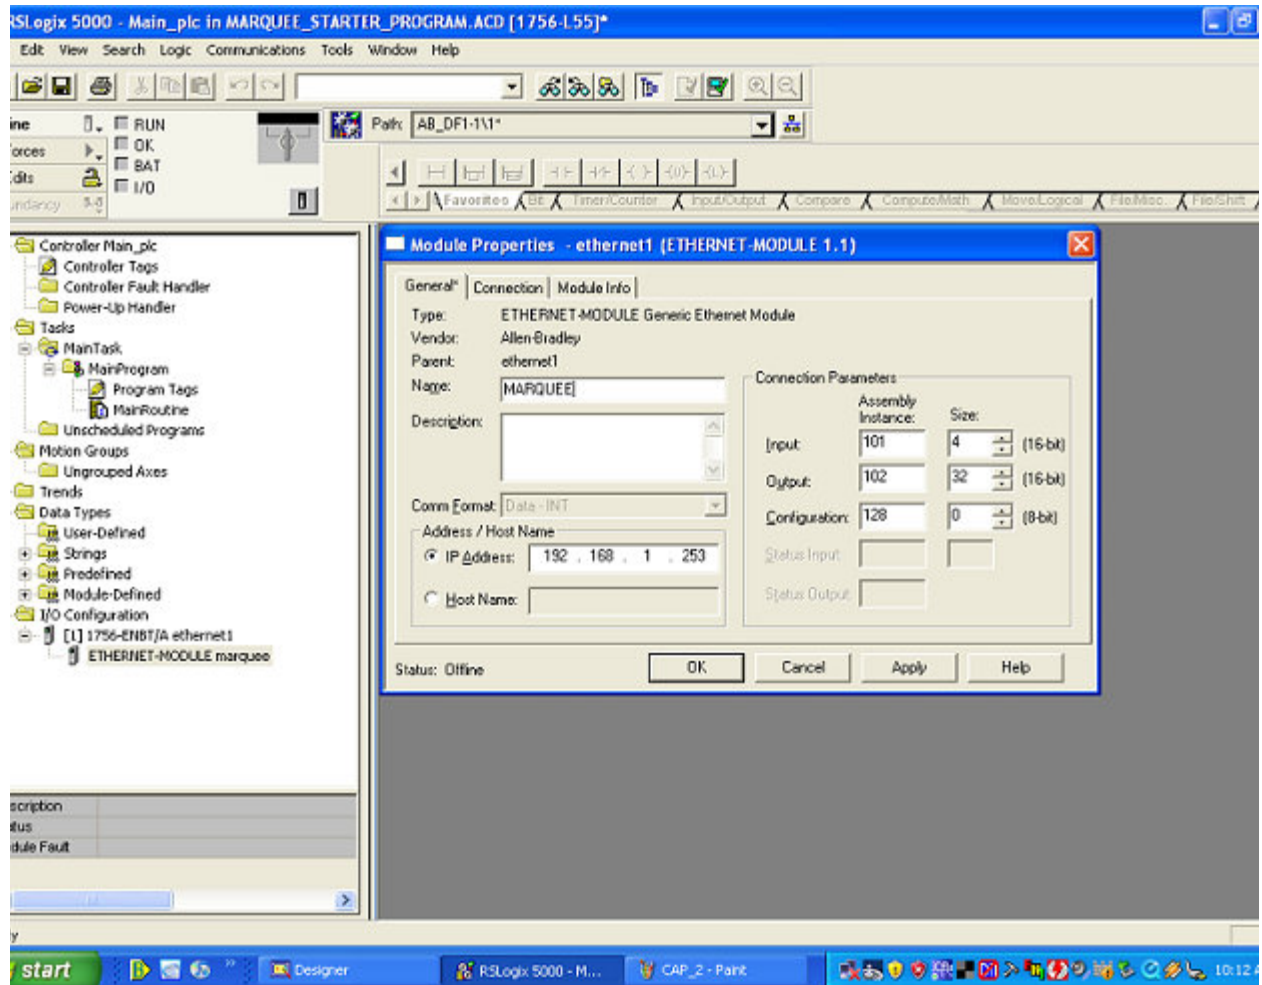 RSLogix 5000 - Main_plc in MARQUEE_STARTER_PROGRAM.ACD [1756-L55]*
Edit View Search Logic Communications Tools Window Help
RUN
OK
BAT
I/O
Path: AB_DF1-1\1*
Favorites Bit Timer/Counter Input/Output Compare Compute/Math Move/Logical File/Misc. File/Shift
Controller Main_plc
Controller Tags
Controller Fault Handler
Power-Up Handler
Tasks
MainTask
MainProgram
Program Tags
MainRoutine
Unscheduled Programs
Motion Groups
Ungrouped Axes
Trends
Data Types
User-Defined
Strings
Predefined
Module-Defined
I/O Configuration
[1] 1756-ENBT/A ethernet1
ETHERNET-MODULE marquee
Module Properties - ethernet1 (ETHERNET-MODULE 1.1)
General* Connection Module Info
Type: ETHERNET-MODULE Generic Ethernet Module
Vendor: Allen-Bradley
Parent: ethernet1
Name: MARQUEE
Description:
Comm Format: Data - INT
Address / Host Name
IP Address: 192 . 168 . 1 . 253
Host Name:
Connection Parameters
Assembly
Instance: Size:
Input: 101 4 (16-bit)
Output: 102 32 (16-bit)
Configuration: 128 0 (8-bit)
Status Input:
Status Output:
Status: Offline
OK Cancel Apply Help
start Designer RSLogix 5000 - M... CAP_2 - Paint 10:12